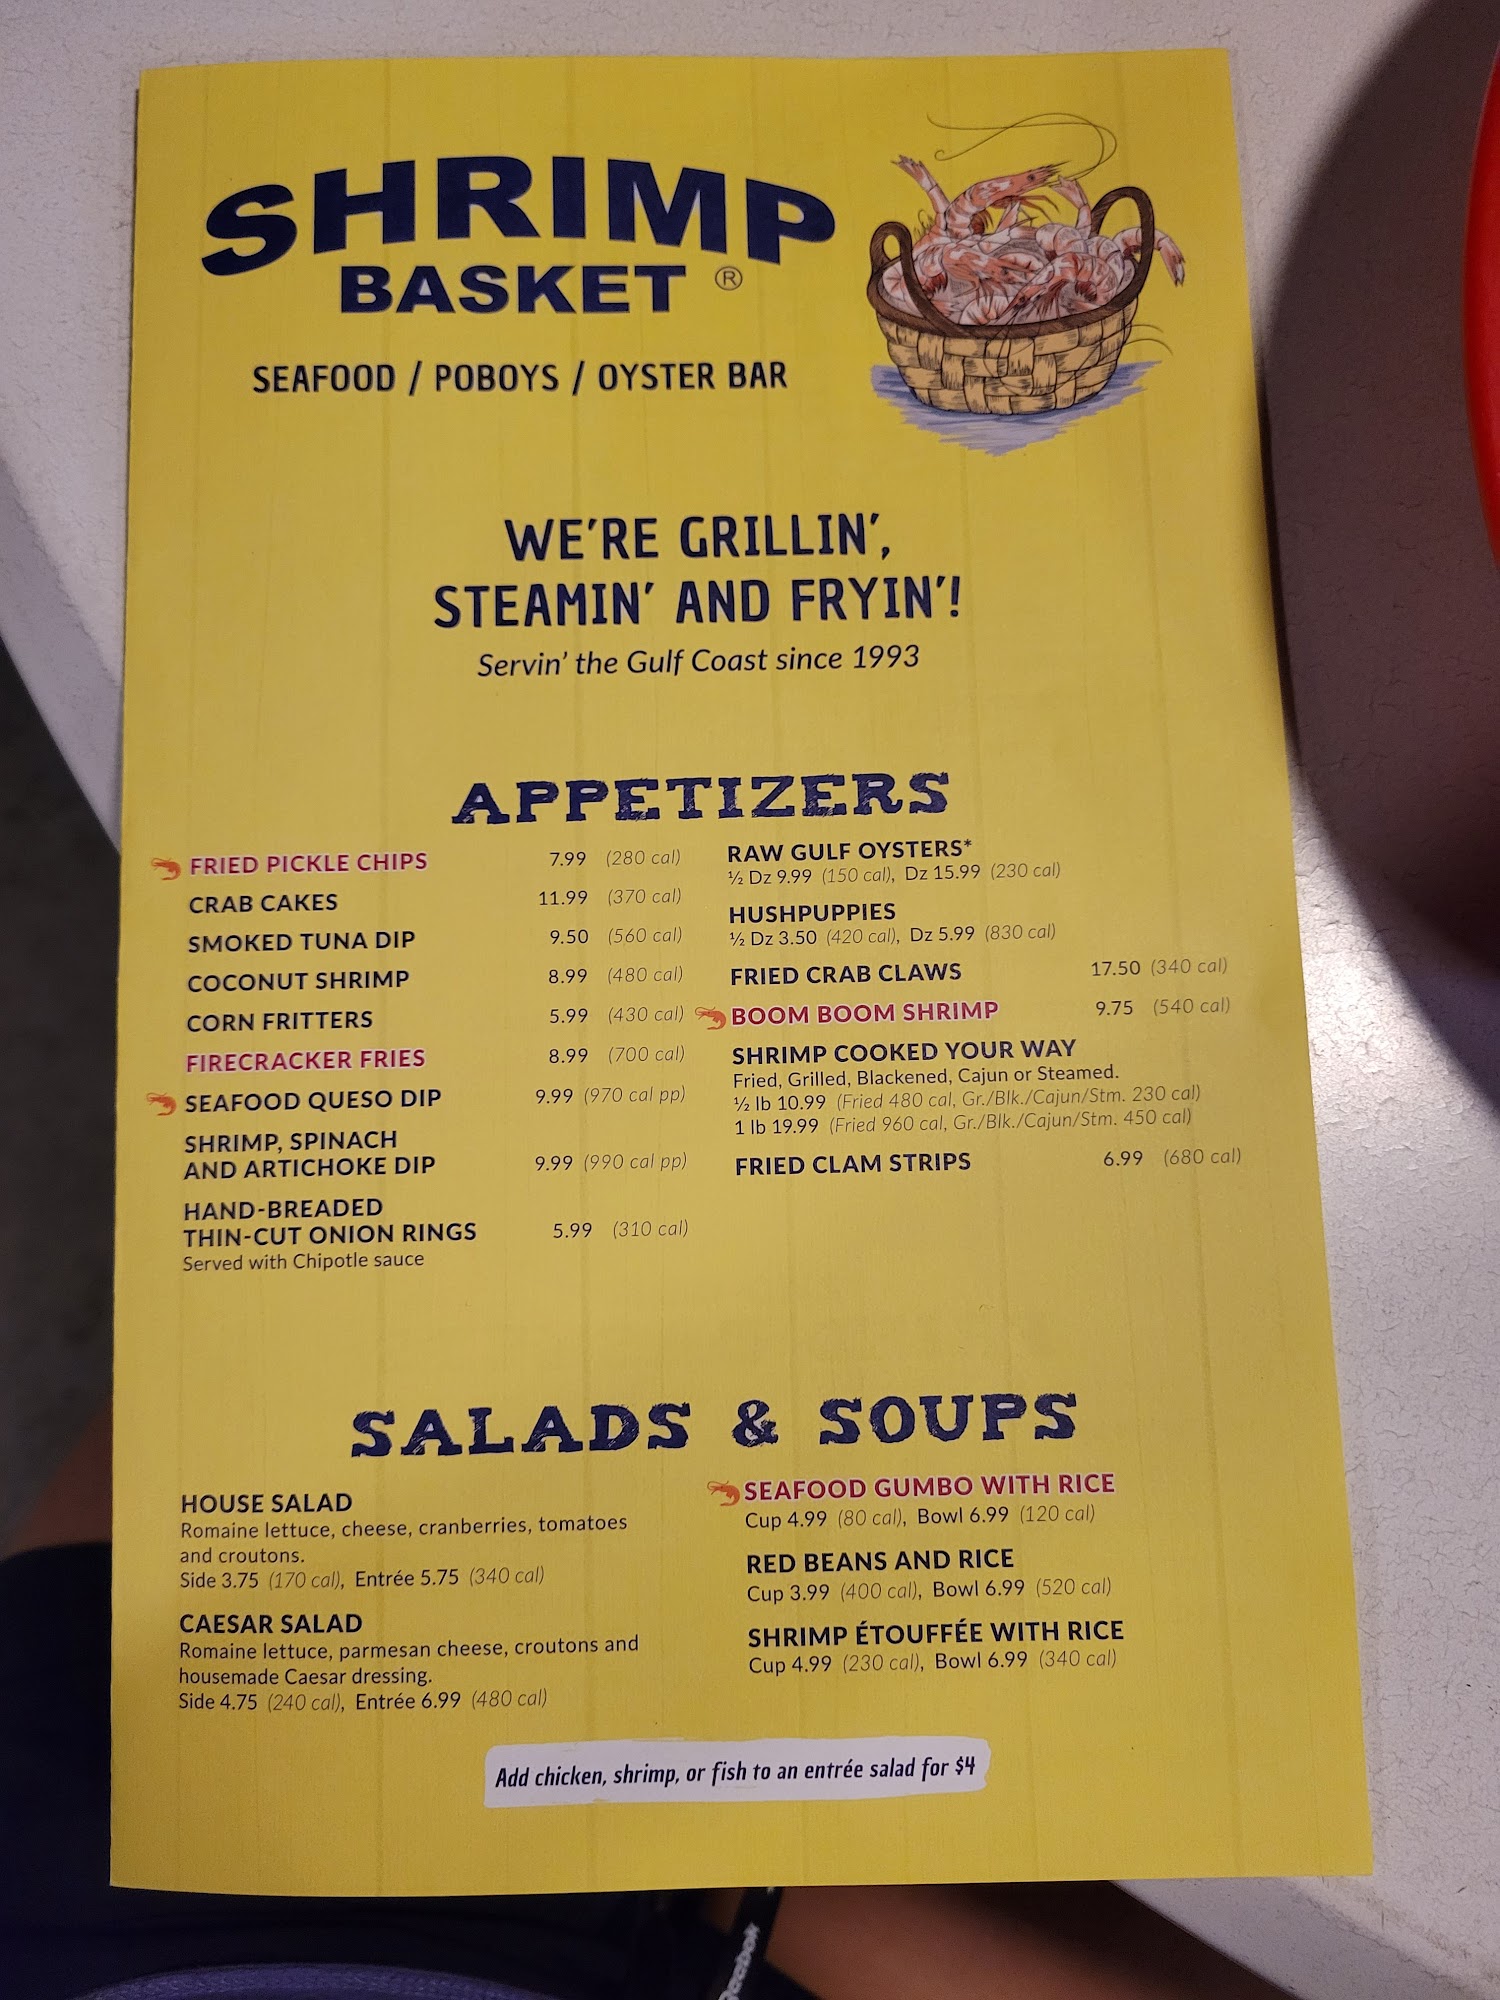 SHRIMP
BASKET ®
SEAFOOD / POBOYS / OYSTER BAR
WE'RE GRILLIN',
STEAMIN' AND FRYIN'!
Servin' the Gulf Coast since 1993
APPETIZERS
FRIED PICKLE CHIPS 7.99 (280 cal)
CRAB CAKES 11.99 (370 cal)
SMOKED TUNA DIP 9.50 (560 cal)
COCONUT SHRIMP 8.99 (480 cal)
CORN FRITTERS 5.99 (430 cal)
FIRECRACKER FRIES 8.99 (700 cal)
SEAFOOD QUESO DIP 9.99 (970 cal pp)
SHRIMP, SPINACH
AND ARTICHOKE DIP 9.99 (990 cal pp)
HAND-BREADED
THIN-CUT ONION RINGS 5.99 (310 cal)
Served with Chipotle sauce
RAW GULF OYSTERS*
½ Dz 9.99 (150 cal), Dz 15.99 (230 cal)
HUSHPUPPIES
½ Dz 3.50 (420 cal), Dz 5.99 (830 cal)
FRIED CRAB CLAWS 17.50 (340 cal)
BOOM BOOM SHRIMP 9.75 (540 cal)
SHRIMP COOKED YOUR WAY
Fried, Grilled, Blackened, Cajun or Steamed.
½ lb 10.99 (Fried 480 cal, Gr./Blk./Cajun/Stm. 230 cal)
1 lb 19.99 (Fried 960 cal, Gr./Blk./Cajun/Stm. 450 cal)
FRIED CLAM STRIPS 6.99 (680 cal)
SALADS & SOUPS
HOUSE SALAD
Romaine lettuce, cheese, cranberries, tomatoes
and croutons.
Side 3.75 (170 cal), Entrée 5.75 (340 cal)
CAESAR SALAD
Romaine lettuce, parmesan cheese, croutons and
housemade Caesar dressing.
Side 4.75 (240 cal), Entrée 6.99 (480 cal)
SEAFOOD GUMBO WITH RICE
Cup 4.99 (80 cal), Bowl 6.99 (120 cal)
RED BEANS AND RICE
Cup 3.99 (400 cal), Bowl 6.99 (520 cal)
SHRIMP ÉTOUFFÉE WITH RICE
Cup 4.99 (230 cal), Bowl 6.99 (340 cal)
Add chicken, shrimp, or fish to an entrée salad for $4
Reebok